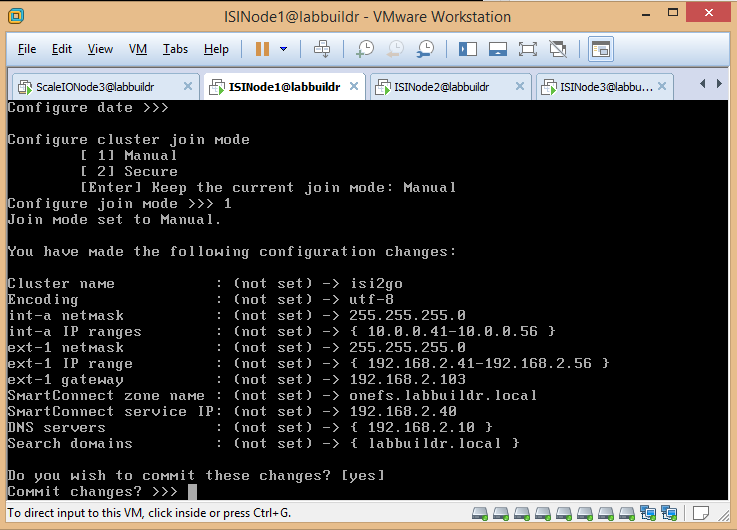 ISINode1@labbuildr - VMware Workstation
File Edit View VM Tabs Help
ScaleIONode3@labbuildr ISINode1@labbuildr ISINode2@labbuildr ISINode3@labbu...
Configure date >>>
Configure cluster join mode
[ 1] Manual
[ 2] Secure
[Enter] Keep the current join mode: Manual
Configure join mode >>> 1
Join mode set to Manual.
You have made the following configuration changes:
Cluster name : (not set) -> isi2go
Encoding : (not set) -> utf-8
int-a netmask : (not set) -> 255.255.255.0
int-a IP ranges : (not set) -> { 10.0.0.41-10.0.0.56 }
ext-1 netmask : (not set) -> 255.255.255.0
ext-1 IP range : (not set) -> { 192.168.2.41-192.168.2.56 }
ext-1 gateway : (not set) -> 192.168.2.103
SmartConnect zone name : (not set) -> onefs.labbuildr.local
SmartConnect service IP: (not set) -> 192.168.2.40
DNS servers : (not set) -> { 192.168.2.10 }
Search domains : (not set) -> { labbuildr.local }
Do you wish to commit these changes? [yes]
Commit changes? >>>
To direct input to this VM, click inside or press Ctrl+G.